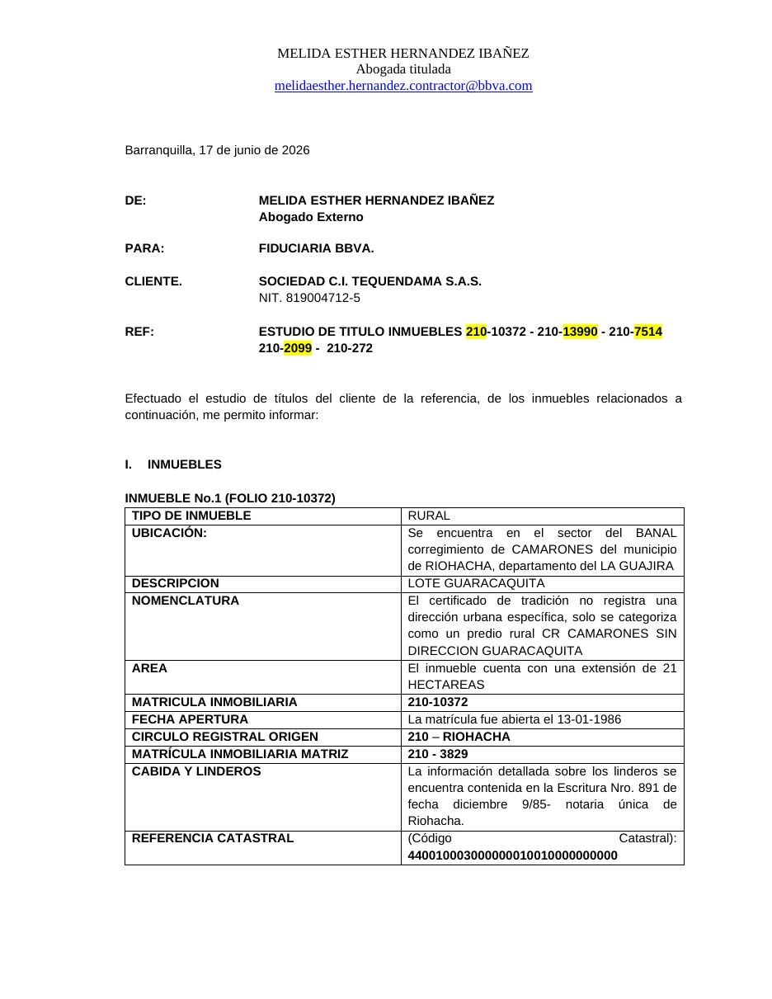 MELIDA ESTHER HERNANDEZ IBAÑEZ
Abogada titulada
melidaesther.hernandez.contractor@bbva.com
Barranquilla, 17 de junio de 2026
DE: MELIDA ESTHER HERNANDEZ IBAÑEZ
Abogado Externo
PARA: FIDUCIARIA BBVA.
CLIENTE. SOCIEDAD C.I. TEQUENDAMA S.A.S.
NIT. 819004712-5
REF: ESTUDIO DE TITULO INMUEBLES 210-10372 - 210-13990 - 210-7514
210-2099 - 210-272
Efectuado el estudio de títulos del cliente de la referencia, de los inmuebles relacionados a
continuación, me permito informar:
I. INMUEBLES
INMUEBLE No.1 (FOLIO 210-10372)
TIPO DE INMUEBLE RURAL
UBICACIÓN: Se encuentra en el sector del BANAL
corregimiento de CAMARONES del municipio
de RIOHACHA, departamento del LA GUAJIRA
DESCRIPCION LOTE GUARACAQUITA
NOMENCLATURA El certificado de tradición no registra una
dirección urbana específica, solo se categoriza
como un predio rural CR CAMARONES SIN
DIRECCION GUARACAQUITA
AREA El inmueble cuenta con una extensión de 21
HECTAREAS
MATRICULA INMOBILIARIA 210-10372
FECHA APERTURA La matrícula fue abierta el 13-01-1986
CIRCULO REGISTRAL ORIGEN 210 – RIOHACHA
MATRÍCULA INMOBILIARIA MATRIZ 210 - 3829
CABIDA Y LINDEROS La información detallada sobre los linderos se
encuentra contenida en la Escritura Nro. 891 de
fecha diciembre 9/85- notaria única de
Riohacha.
REFERENCIA CATASTRAL (Código Catastral):
440010003000000010010000000000